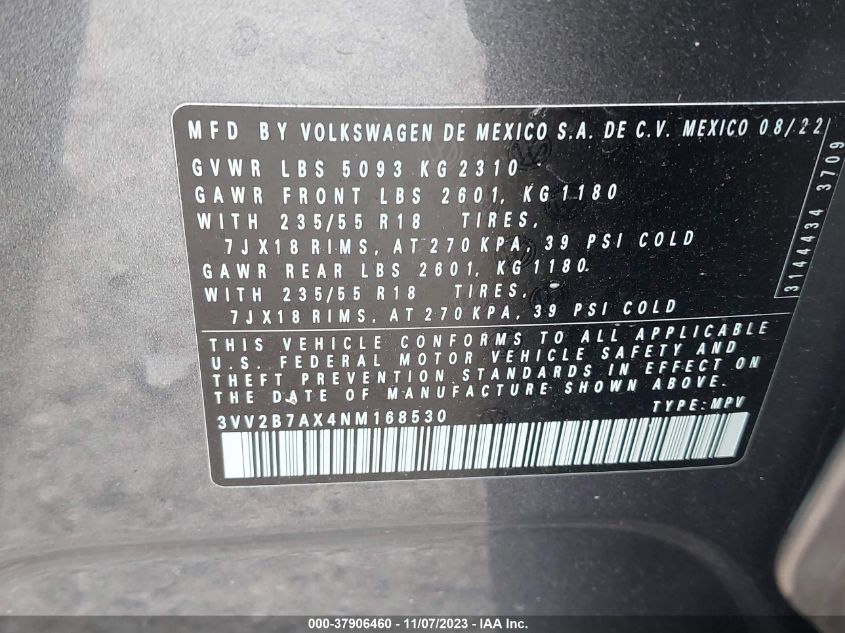 MFD BY VOLKSWAGEN DE MEXICO S.A. DE C.V. MEXICO 08/22
GVWR LBS 5093 KG 2310
GAWR FRONT LBS 2601, KG 1180
WITH 235/55 R18 TIRES,
7JX18 RIMS, AT 270 KPA, 39 PSI COLD
GAWR REAR LBS 2601, KG 1180.
WITH 235/55 R18 TIRES,
7JX18 RIMS, AT 270 KPA, 39 PSI COLD
3144434 3709
THIS VEHICLE CONFORMS TO ALL APPLICABLE
U.S. FEDERAL MOTOR VEHICLE SAFETY AND
THEFT PREVENTION STANDARDS IN EFFECT ON
THE DATE OF MANUFACTURE SHOWN ABOVE.
3VV2B7AX4NM168530 TYPE: MPV
000-37906460 - 11/07/2023 - IAA Inc.